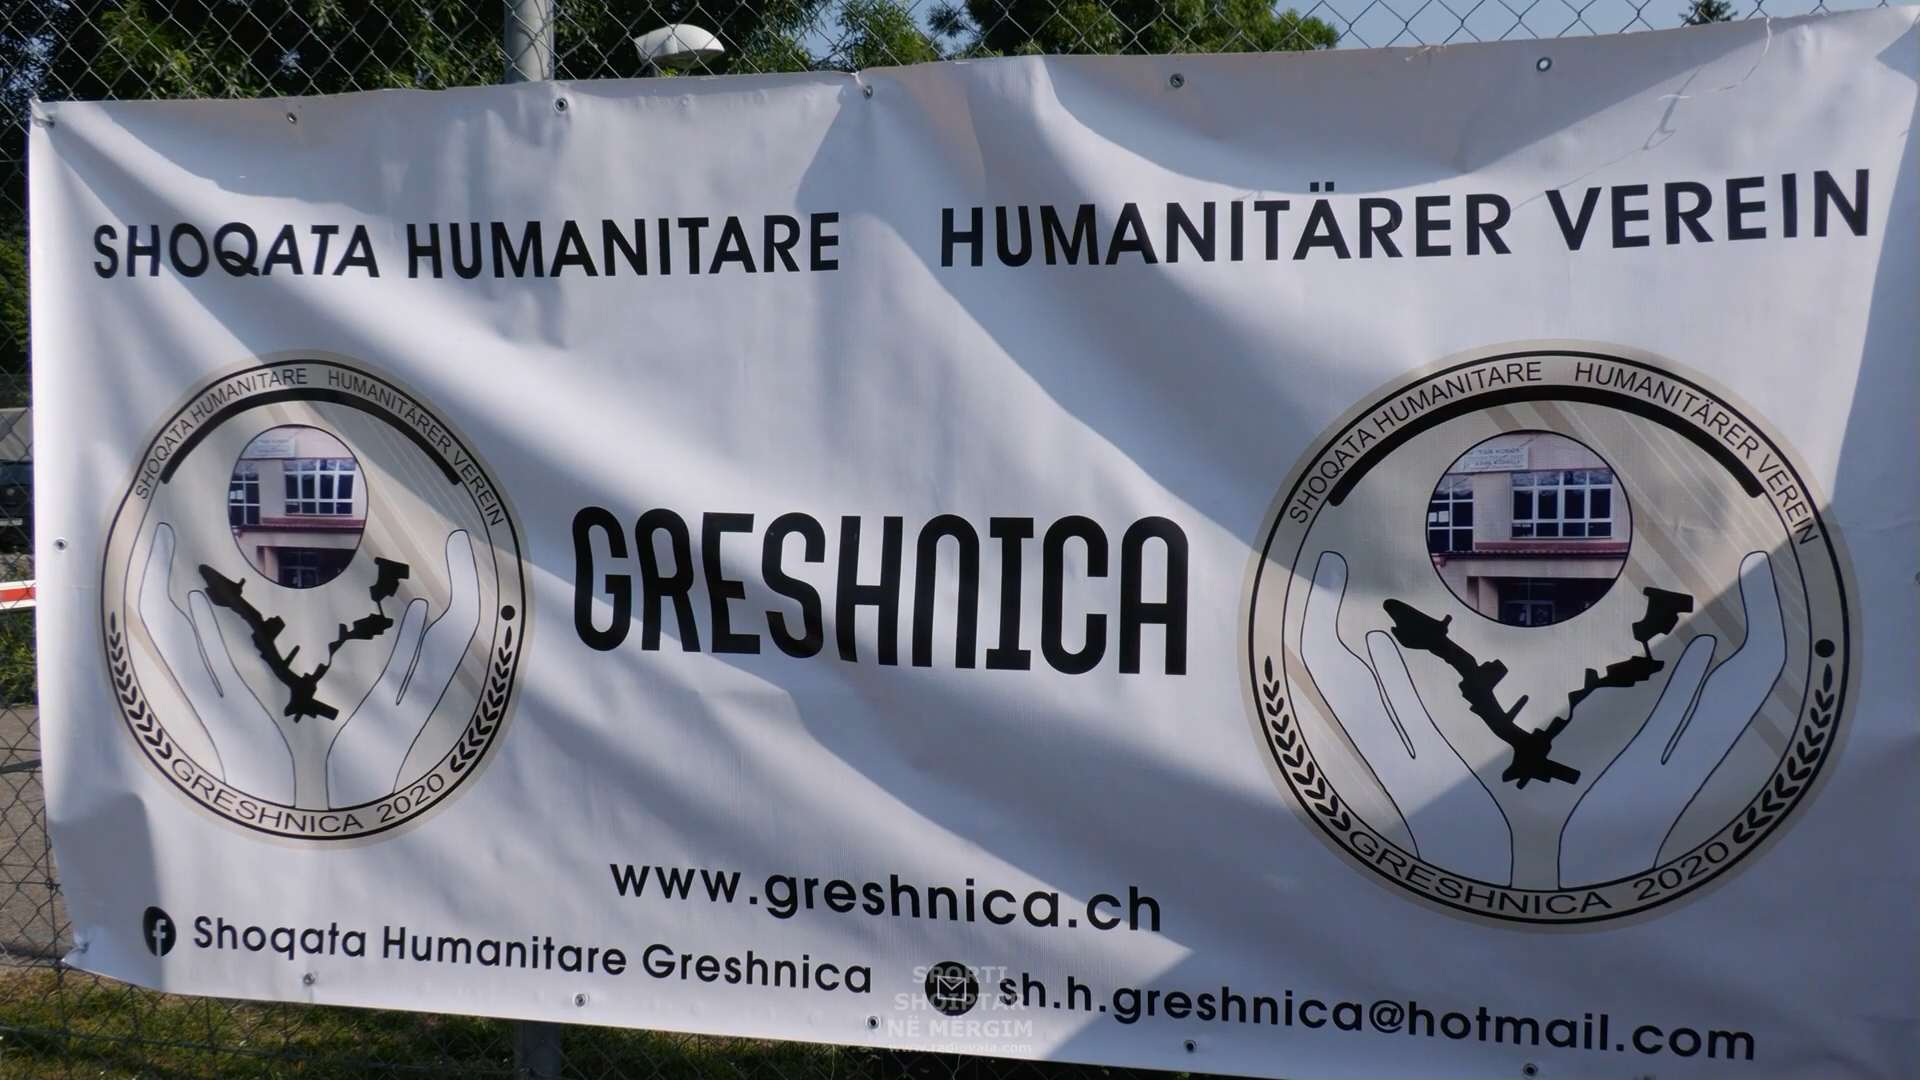 SHOQATA HUMANITARE HUMANITÄRER VEREIN
SHOQATA HUMANITARE HUMANITÄRER VEREIN
GRESHNICA 2020
GRESHNICA
SHOQATA HUMANITARE HUMANITÄRER VEREIN
GRESHNICA 2020
www.greshnica.ch
Shoqata Humanitare Greshnica
sh.h.greshnica@hotmail.com
SPORTI
SHQIPTAR
NË MËRGIM